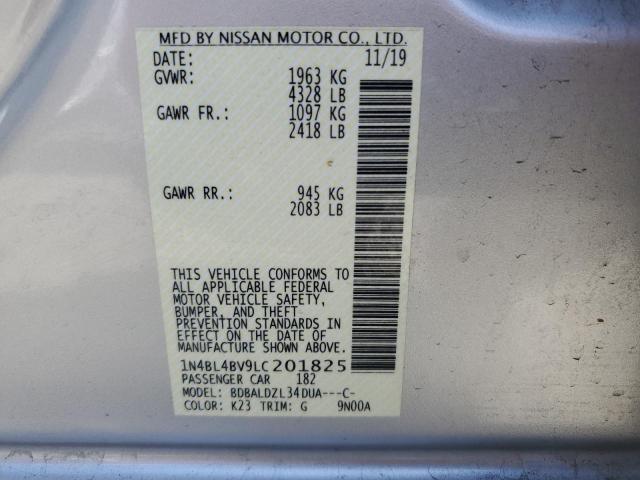 MFD BY NISSAN MOTOR CO., LTD.
DATE: 11/19
GVWR: 1963 KG
4328 LB
GAWR FR.: 1097 KG
2418 LB
GAWR RR.: 945 KG
2083 LB
THIS VEHICLE CONFORMS TO
ALL APPLICABLE FEDERAL
MOTOR VEHICLE SAFETY,
BUMPER, AND THEFT
PREVENTION STANDARDS IN
EFFECT ON THE DATE OF
MANUFACTURE SHOWN ABOVE.
1N4BL4BV9LC201825
PASSENGER CAR 182
MODEL: BDBALDZL34DUA---C-
COLOR: K23 TRIM: G 9N00A